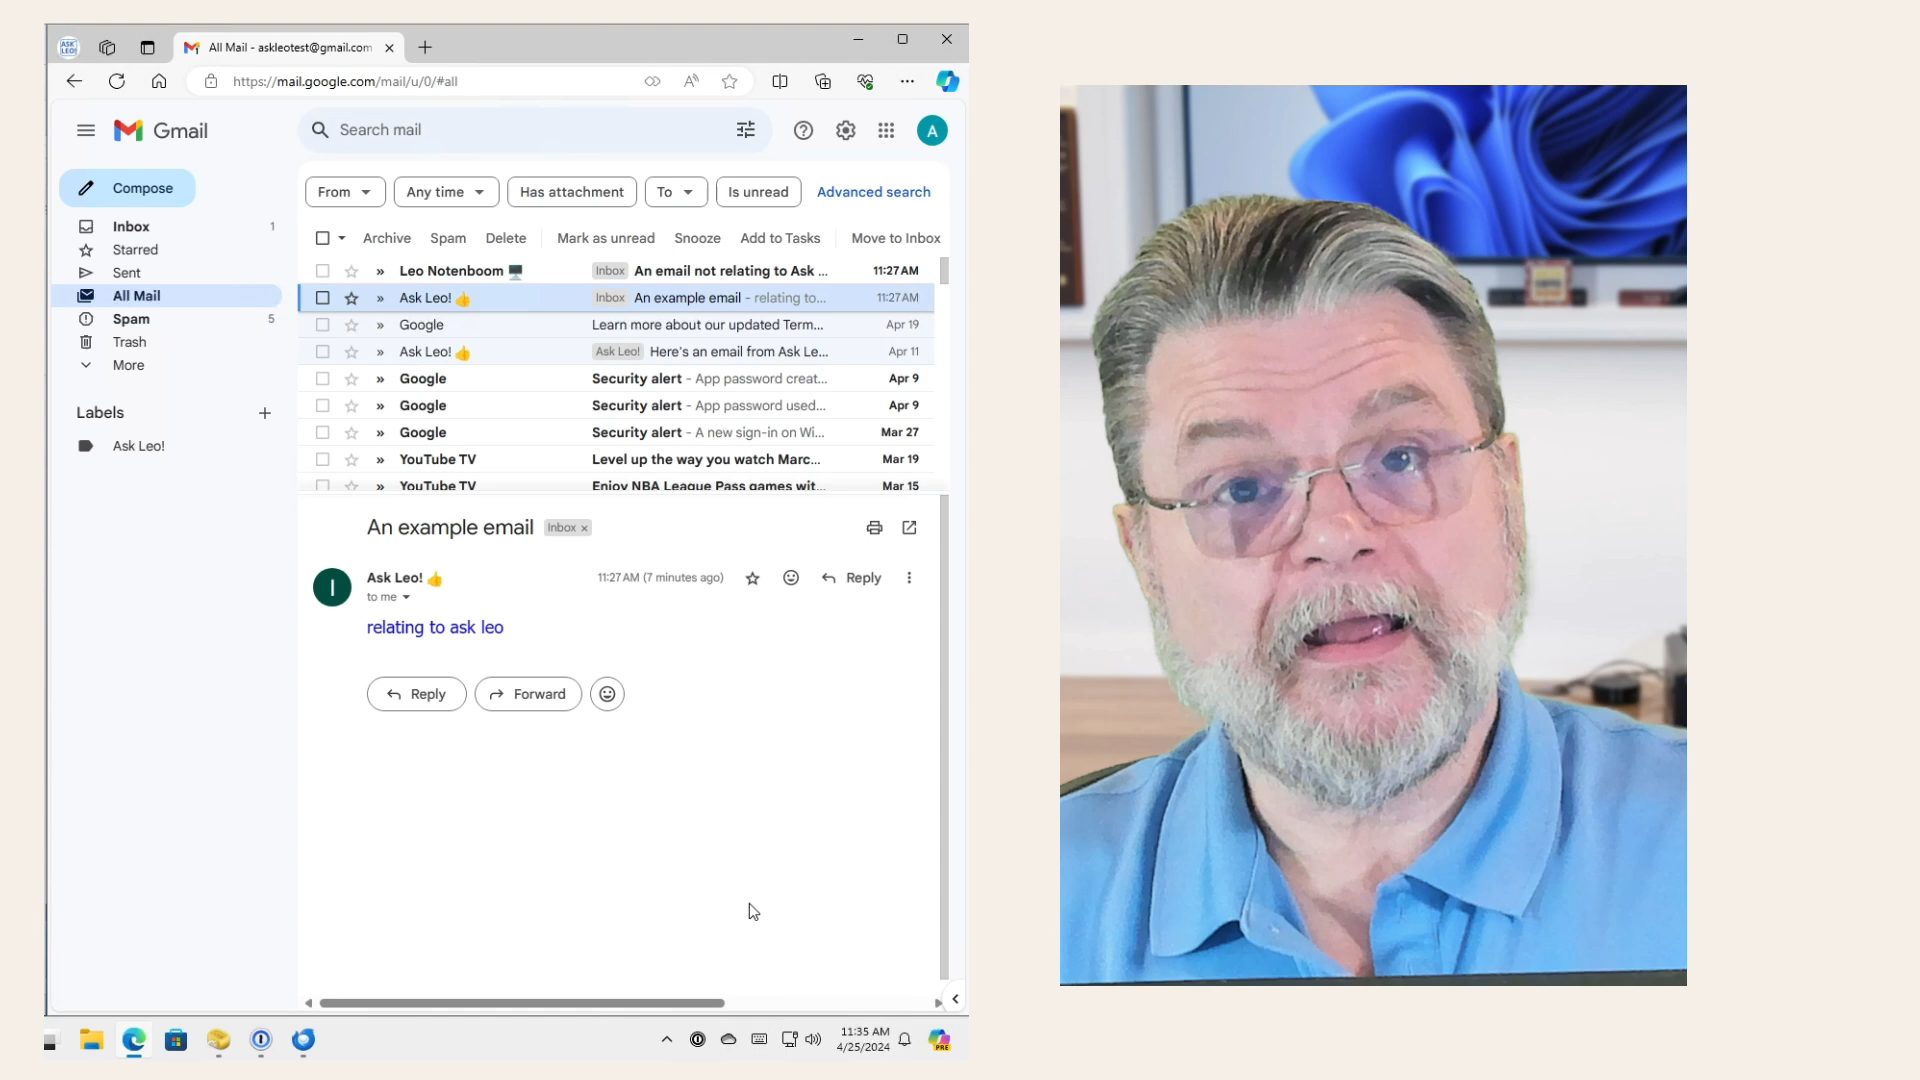 ASK LEO!
All Mail - askleotest@gmail.com
https://mail.google.com/mail/u/0/#all
Gmail
Search mail
A
Compose
From
Any time
Has attachment
To
Is unread
Advanced search
Archive
Spam
Delete
Mark as unread
Snooze
Add to Tasks
Move to Inbox
Inbox 1
Starred
Sent
All Mail
Spam 5
Trash
More
Labels
Ask Leo!
» Leo Notenboom Inbox An email not relating to Ask ... 11:27 AM
» Ask Leo! 👍 Inbox An example email - relating to... 11:27 AM
» Google Learn more about our updated Term... Apr 19
» Ask Leo! 👍 Ask Leo! Here's an email from Ask Le... Apr 11
» Google Security alert - App password creat... Apr 9
» Google Security alert - App password used... Apr 9
» Google Security alert - A new sign-in on Wi... Mar 27
» YouTube TV Level up the way you watch Marc... Mar 19
» YouTube TV Enjoy NBA League Pass games wit... Mar 15
An example email Inbox ×
I
Ask Leo! 👍 11:27 AM (7 minutes ago) Reply
to me
relating to ask leo
Reply
Forward
11:35 AM
4/25/2024
PRE